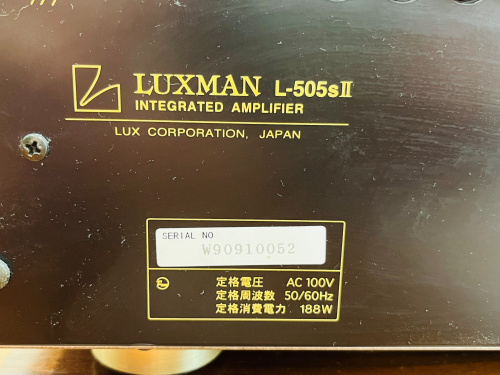 LUXMAN L-505sII
INTEGRATED AMPLIFIER
LUX CORPORATION, JAPAN
SERIAL NO
W90910052
定格電圧 AC 100V
定格周波数 50/60Hz
定格消費電力 188W